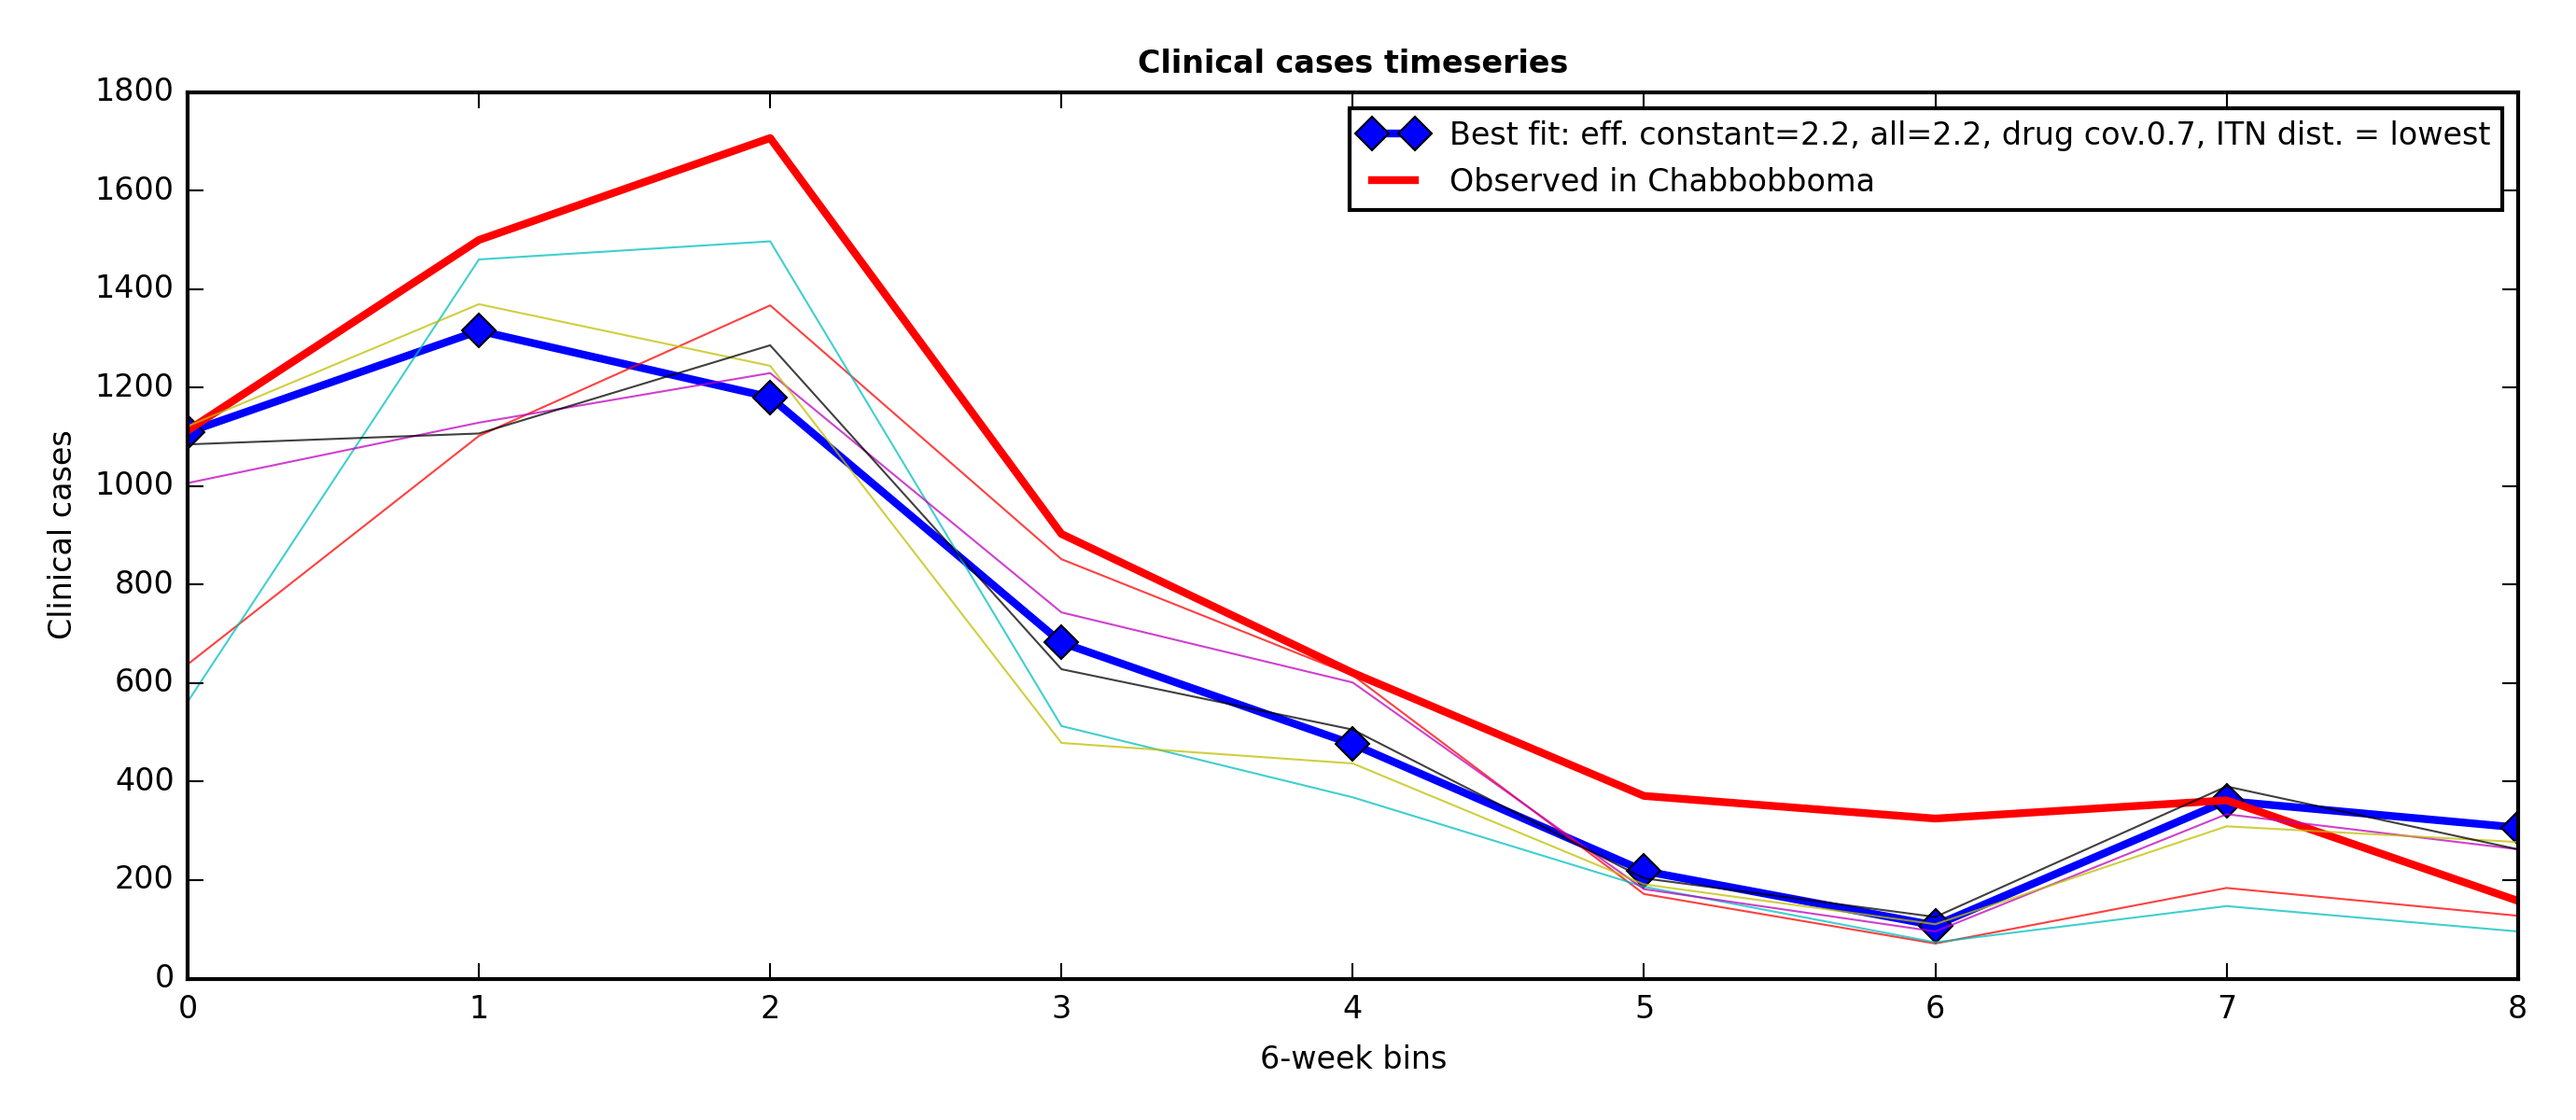 Clinical cases timeseries
1800
1600
1400
1200
1000
800
600
400
200
0
Clinical cases
Best fit: eff. constant=2.2, all=2.2, drug cov.0.7, ITN dist. = lowest
Observed in Chabbobboma
0 1 2 3 4 5 6 7 8
6-week bins